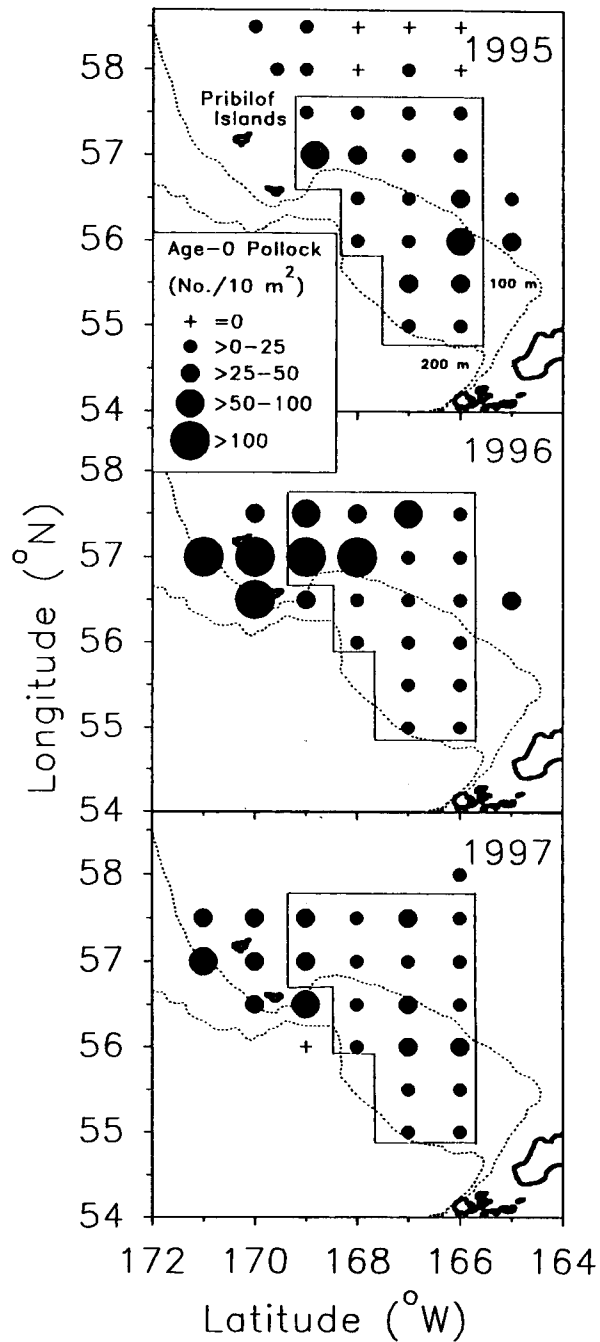 1995
58
57
56
55
54
Pribilof
Islands
Age-0 Pollock
(No./10 m²)
+ =0
>0-25
>25-50
>50-100
>100
100 m
200 m
1996
58
57
56
55
54
Longitude (°N)
1997
58
57
56
55
54
172 170 168 166 164
Latitude (°W)